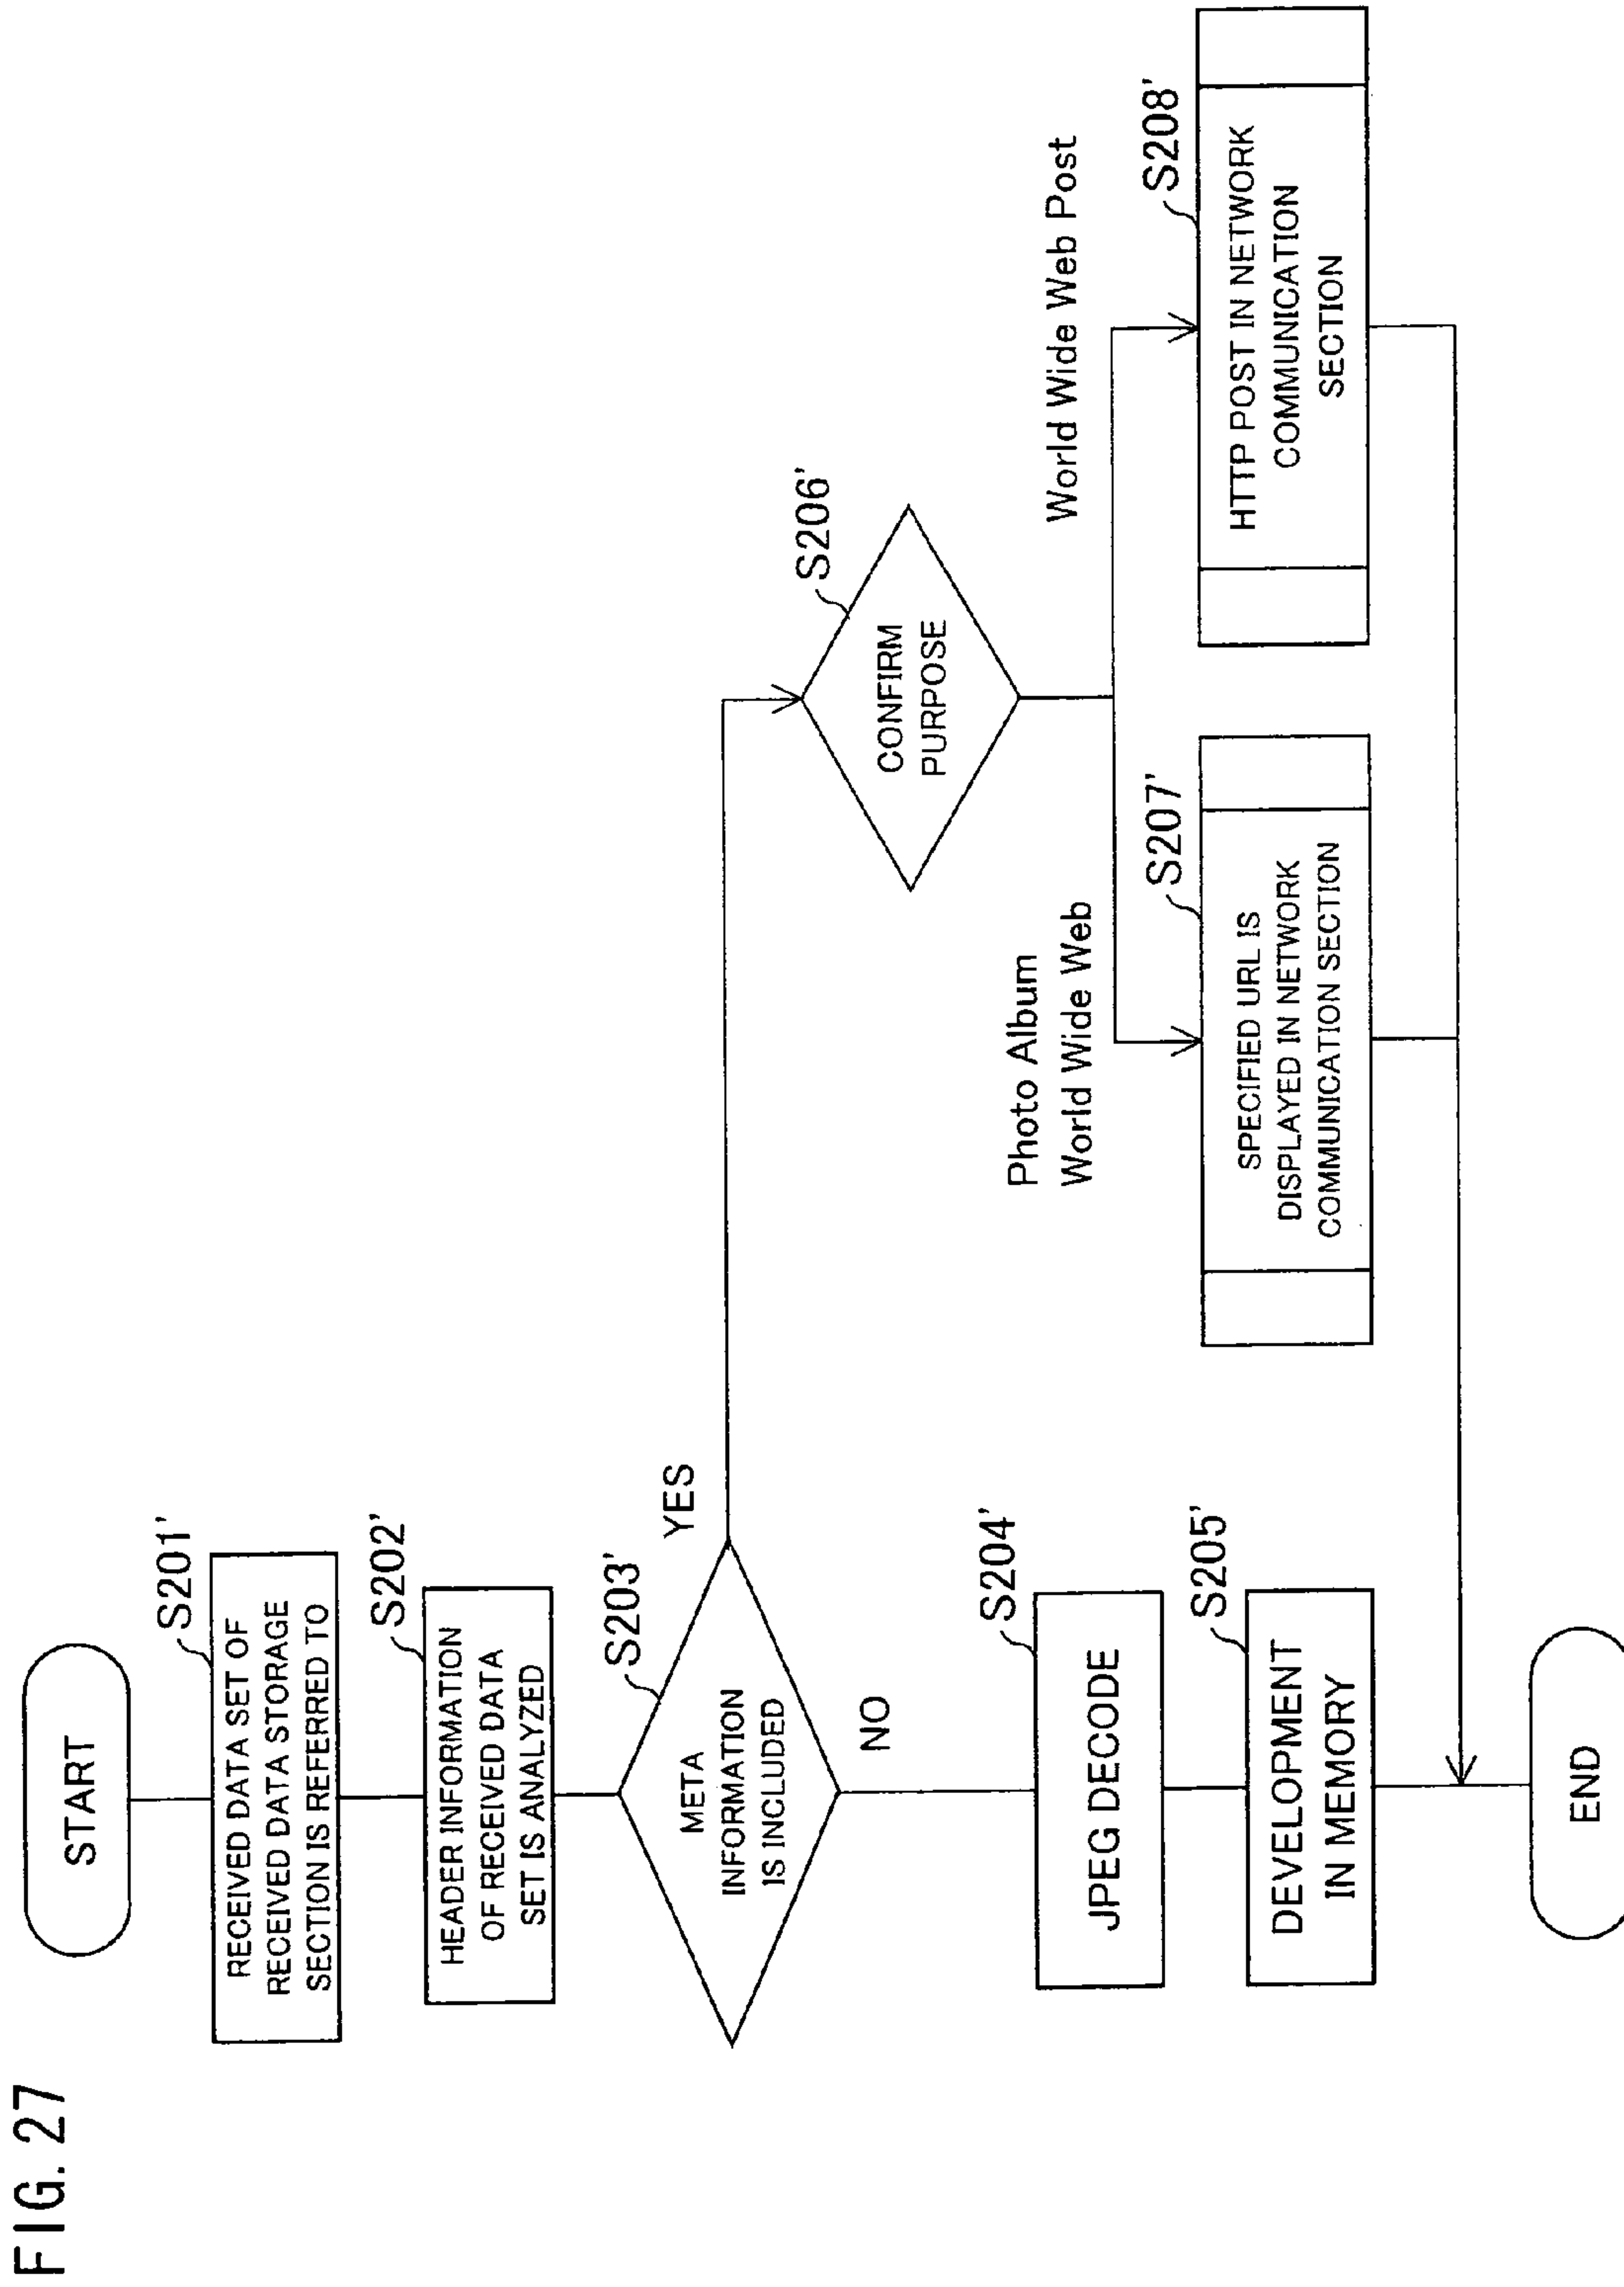 FIG. 27
START
S201'
RECEIVED DATA SET OF
RECEIVED DATA STORAGE
SECTION IS REFERRED TO
S202'
HEADER INFORMATION
OF RECEIVED DATA
SET IS ANALYZED
S203'
META
INFORMATION
IS INCLUDED
YES
NO
S204'
JPEG DECODE
S205'
DEVELOPMENT
IN MEMORY
S206'
CONFIRM
PURPOSE
Photo Album
World Wide Web
World Wide Web Post
S207'
SPECIFIED URL IS
DISPLAYED IN NETWORK
COMMUNICATION SECTION
S208'
HTTP POST IN NETWORK
COMMUNICATION
SECTION
END